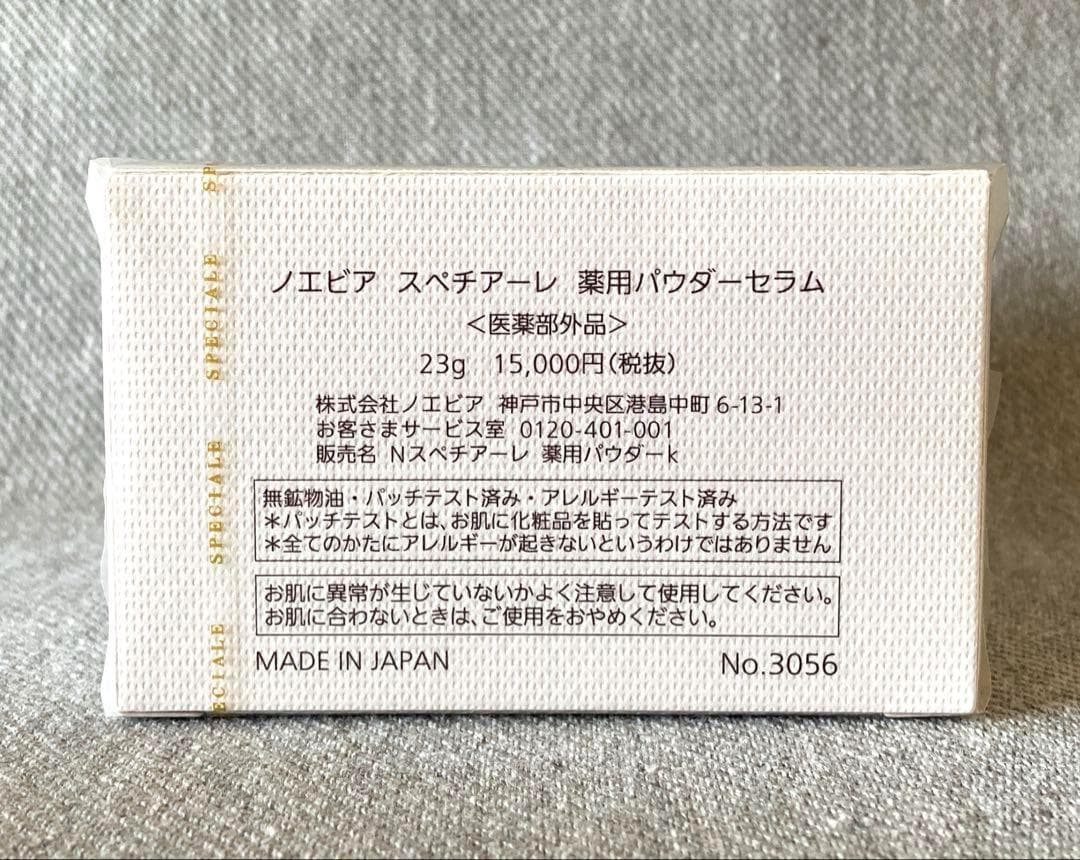 ノエビア スペチアーレ 薬用パウダーセラム
<医薬部外品>
23g 15,000円(税抜)
株式会社ノエビア 神戸市中央区港島中町6-13-1
お客さまサービス室 0120-401-001
販売名 Nスペチアーレ 薬用パウダーk
無鉱物油・パッチテスト済み・アレルギーテスト済み
*パッチテストとは、お肌に化粧品を貼ってテストする方法です
*全てのかたにアレルギーが起きないというわけではありません
お肌に異常が生じていないかよく注意して使用してください。
お肌に合わないときは、ご使用をおやめください。
MADE IN JAPAN
No.3056
SP
SPECIALE
SPECIALE
ECIALE